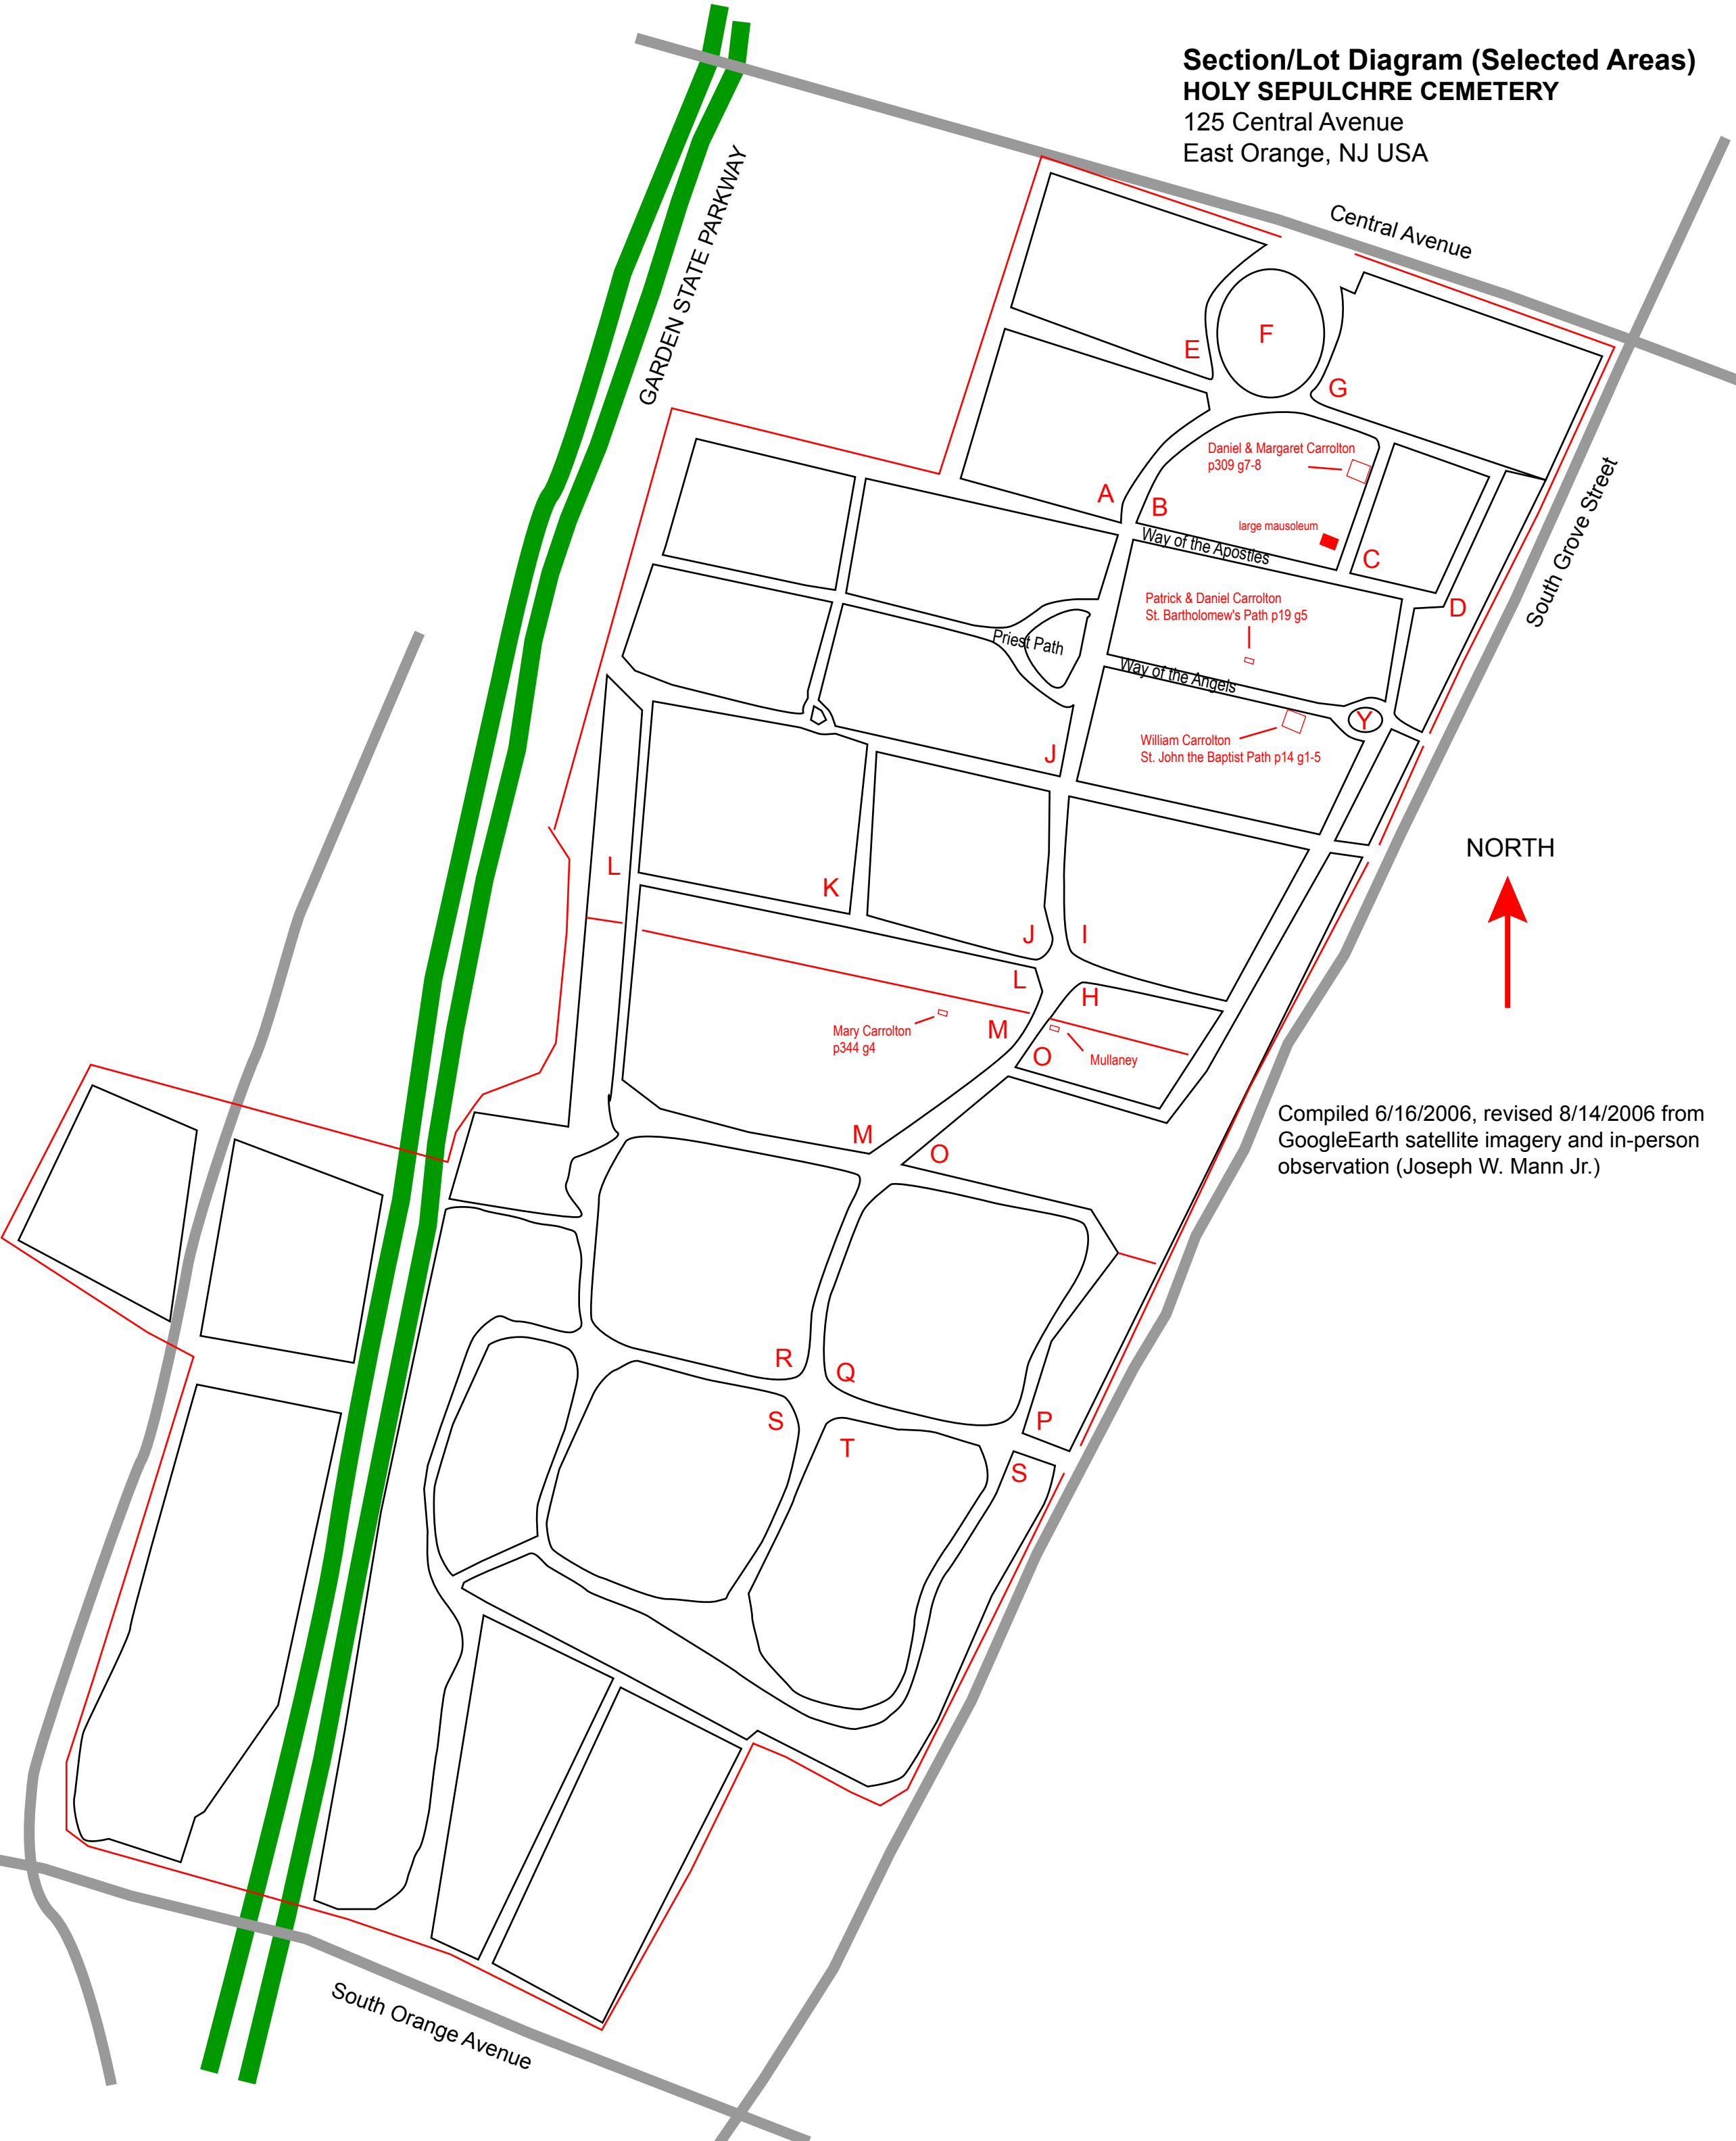 Section/Lot Diagram (Selected Areas)
HOLY SEPULCHRE CEMETERY
125 Central Avenue
East Orange, NJ USA
Central Avenue
GARDEN STATE PARKWAY
F
E
G
Daniel & Margaret Carrolton
p309 g7-8
A
B
large mausoleum
Way of the Apostles
C
South Grove Street
Patrick & Daniel Carrolton
St. Bartholomew's Path p19 g5
D
Priest Path
Way of the Angels
Y
William Carrolton
St. John the Baptist Path p14 g1-5
J
NORTH
L
K
J
I
L
H
M
Mary Carrolton
p344 g4
O
Mullaney
Compiled 6/16/2006, revised 8/14/2006 from
GoogleEarth satellite imagery and in-person
observation (Joseph W. Mann Jr.)
M
O
R
Q
S
P
T
S
South Orange Avenue